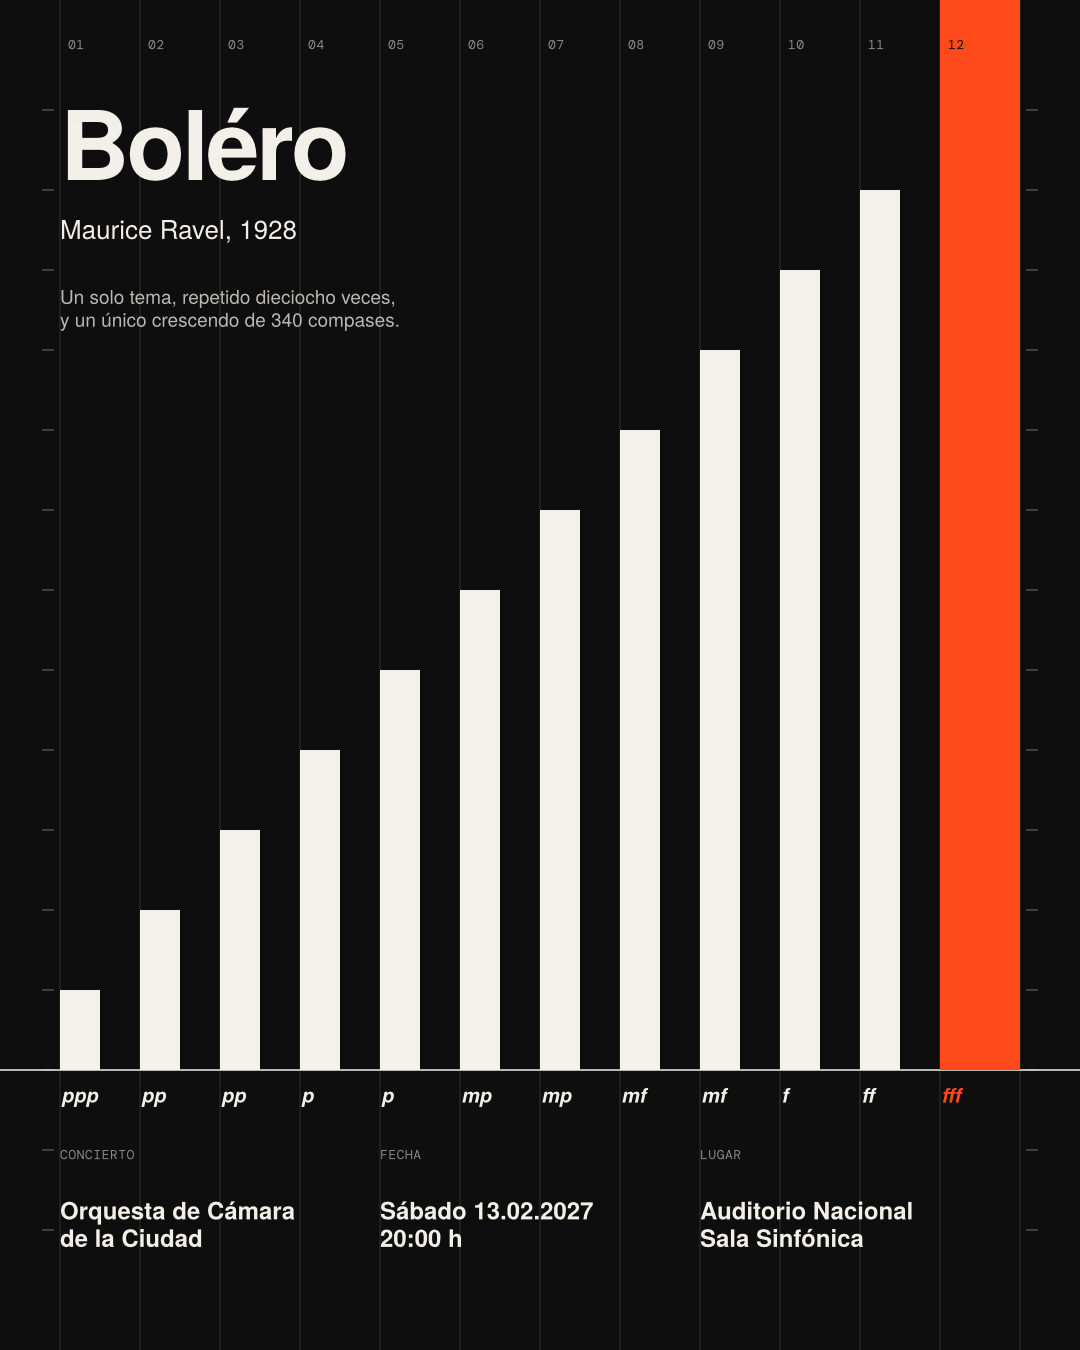 01 02 03 04 05 06 07 08 09 10 11 12
Boléro
Maurice Ravel, 1928
Un solo tema, repetido dieciocho veces,
y un único crescendo de 340 compases.
ppp pp pp p p mp mp mf mf f ff fff
CONCIERTO
Orquesta de Cámara
de la Ciudad
FECHA
Sábado 13.02.2027
20:00 h
LUGAR
Auditorio Nacional
Sala Sinfónica